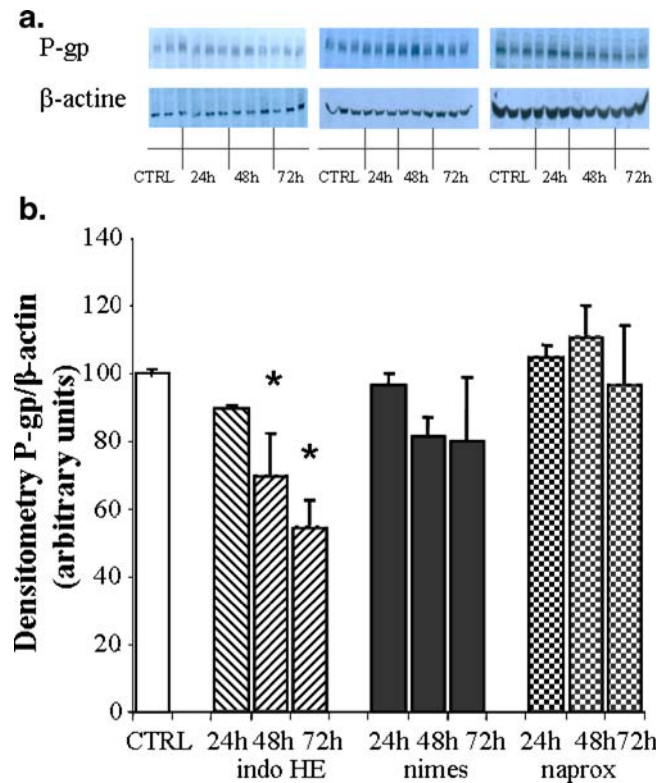 a.
P-gp
β-actine
CTRL 24h 48h 72h CTRL 24h 48h 72h CTRL 24h 48h 72h
b.
Densitometry P-gp/β-actin
(arbitrary units)
140
120
100
80
60
40
20
0
* *
CTRL 24h 48h 72h 24h 48h 72h 24h 48h72h
indo HE nimes naprox